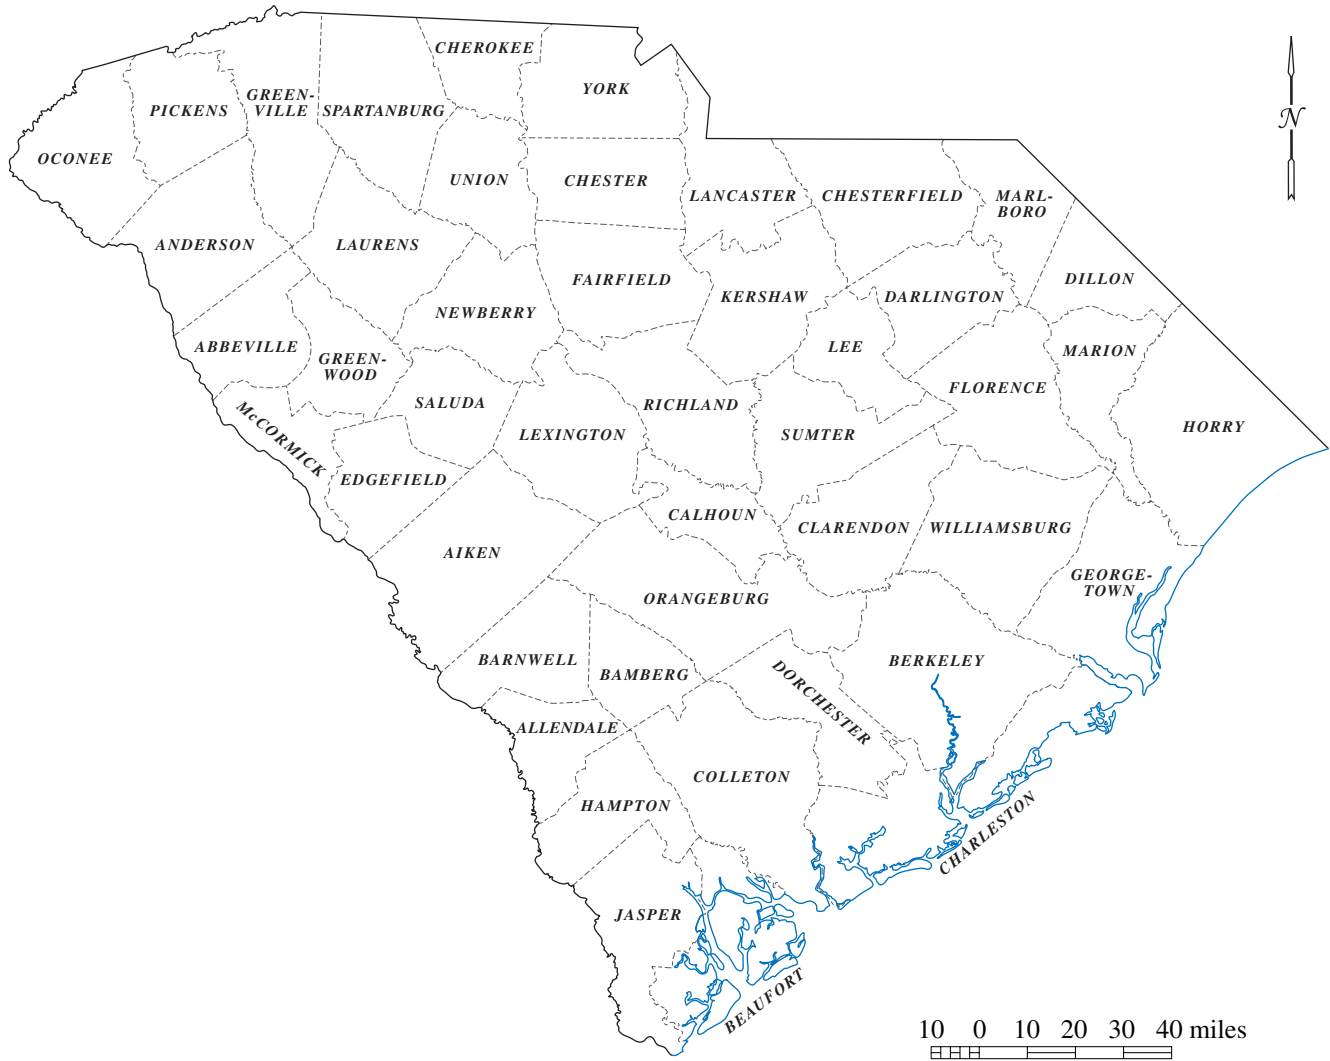 CHEROKEE
YORK
GREEN-
VILLE
PICKENS
SPARTANBURG
N
OCONEE
UNION
CHESTER
LANCASTER
CHESTERFIELD
MARL-
BORO
ANDERSON
LAURENS
FAIRFIELD
KERSHAW
DARLINGTON
DILLON
NEWBERRY
ABBEVILLE
GREEN-
WOOD
LEE
MARION
FLORENCE
SALUDA
RICHLAND
McCORMICK
LEXINGTON
SUMTER
HORRY
EDGEFIELD
CALHOUN
CLARENDON
WILLIAMSBURG
AIKEN
GEORGE-
TOWN
ORANGEBURG
BARNWELL
BAMBERG
DORCHESTER
BERKELEY
ALLENDALE
COLLETON
HAMPTON
CHARLESTON
JASPER
BEAUFORT
10 0 10 20 30 40 miles